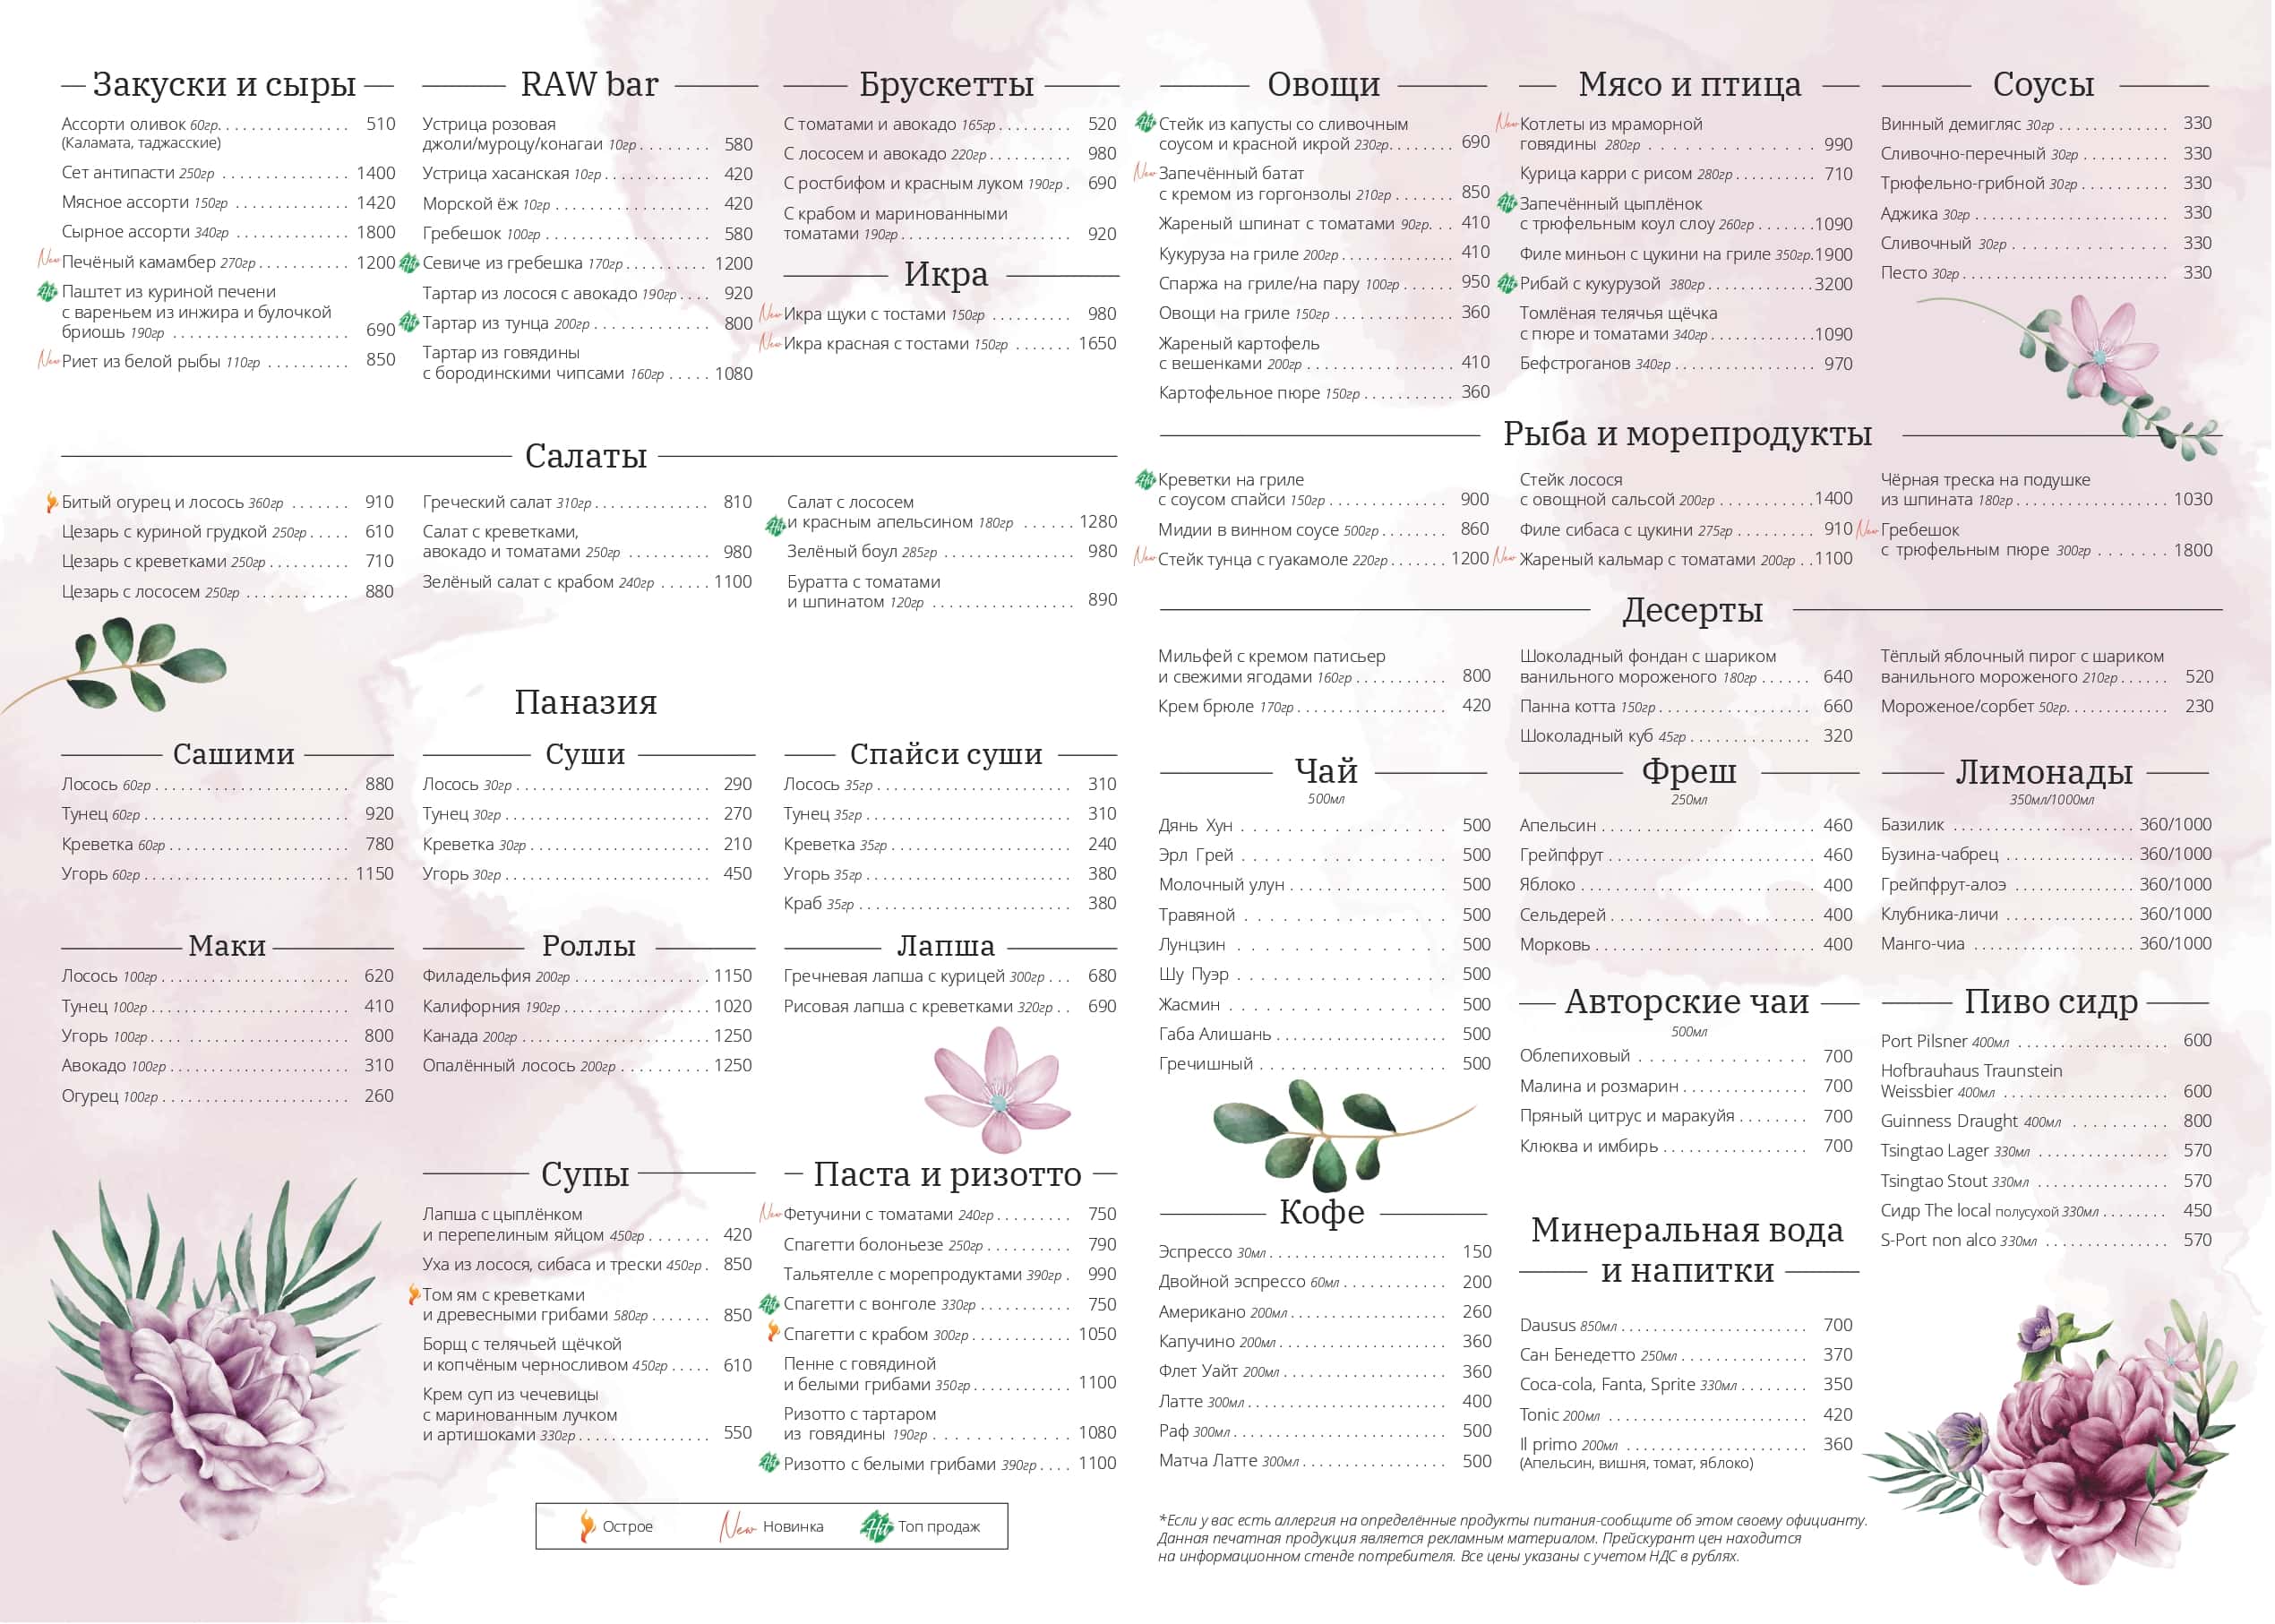 Закуски и сыры
Ассорти оливок 60гр. 510
(Каламата, таджасские)
Сет антипасти 250гр 1400
Мясное ассорти 150гр 1420
Сырное ассорти 340гр 1800
New Печёный камамбер 270гр 1200
Hit Паштет из куриной печени
с вареньем из инжира и булочкой
бриошь 190гр 690
New Риет из белой рыбы 110гр 850
RAW bar
Устрица розовая
джоли/муроцу/конагаи 10гр 580
Устрица хасанская 10гр 420
Морской ёж 10гр 420
Гребешок 100гр 580
Hit Севиче из гребешка 170гр 1200
Тартар из лосося с авокадо 190гр 920
Hit Тартар из тунца 200гр 800
Тартар из говядины
с бородинскими чипсами 160гр 1080
Брускетты
С томатами и авокадо 165гр 520
С лососем и авокадо 220гр 980
С ростбифом и красным луком 190гр 690
С крабом и маринованными
томатами 190гр 920
Икра
New Икра щуки с тостами 150гр 980
New Икра красная с тостами 150гр 1650
Салаты
Битый огурец и лосось 360гр 910
Цезарь с куриной грудкой 250гр 610
Цезарь с креветками 250гр 710
Цезарь с лососем 250гр 880
Греческий салат 310гр 810
Салат с креветками,
авокадо и томатами 250гр 980
Зелёный салат с крабом 240гр 1100
Салат с лососем
Hit и красным апельсином 180гр 1280
Зелёный боул 285гр 980
Буратта с томатами
и шпинатом 120гр 890
Паназия
Сашими
Лосось 60гр 880
Тунец 60гр 920
Креветка 60гр 780
Угорь 60гр 1150
Суши
Лосось 30гр 290
Тунец 30гр 270
Креветка 30гр 210
Угорь 30гр 450
Спайси суши
Лосось 35гр 310
Тунец 35гр 310
Креветка 35гр 240
Угорь 35гр 380
Краб 35гр 380
Маки
Лосось 100гр 620
Тунец 100гр 410
Угорь 100гр 800
Авокадо 100гр 310
Огурец 100гр 260
Роллы
Филадельфия 200гр 1150
Калифорния 190гр 1020
Канада 200гр 1250
Опалённый лосось 200гр 1250
Лапша
Гречневая лапша с курицей 300гр 680
Рисовая лапша с креветками 320гр 690
Супы
Лапша с цыплёнком
и перепелиным яйцом 450гр 420
Уха из лосося, сибаса и трески 450гр 850
Том ям с креветками
и древесными грибами 580гр 850
Борщ с телячьей щёчкой
и копчёным черносливом 450гр 610
Крем суп из чечевицы
с маринованным лучком
и артишоками 330гр 550
Паста и ризотто
New Фетучини с томатами 240гр 750
Спагетти болоньезе 250гр 790
Тальятелле с морепродуктами 390гр 990
Hit Спагетти с вонголе 330гр 750
Спагетти с крабом 300гр 1050
Пенне с говядиной
и белыми грибами 350гр 1100
Ризотто с тартаром
из говядины 190гр 1080
Hit Ризотто с белыми грибами 390гр 1100
Острое New Новинка Hit Топ продаж
Овощи
Hit Стейк из капусты со сливочным
соусом и красной икрой 230гр. 690
New Запечённый батат
с кремом из горгонзолы 210гр 850
Жареный шпинат с томатами 90гр. 410
Кукуруза на гриле 200гр 410
Спаржа на гриле/на пару 100гр 950
Овощи на гриле 150гр 360
Жареный картофель
с вешенками 200гр 410
Картофельное пюре 150гр 360
Мясо и птица
New Котлеты из мраморной
говядины 280гр 990
Курица карри с рисом 280гр 710
Hit Запечённый цыплёнок
с трюфельным коул слоу 260гр 1090
Филе миньон с цукини на гриле 350гр. 1900
Hit Рибай с кукурузой 380гр 3200
Томлёная телячья щёчка
с пюре и томатами 340гр 1090
Бефстроганов 340гр 970
Соусы
Винный демигляс 30гр 330
Сливочно-перечный 30гр 330
Трюфельно-грибной 30гр 330
Аджика 30гр 330
Сливочный 30гр 330
Песто 30гр 330
Рыба и морепродукты
Hit Креветки на гриле
с соусом спайси 150гр 900
Мидии в винном соусе 500гр 860
New Стейк тунца с гуакамоле 220гр 1200
Стейк лосося
с овощной сальсой 200гр 1400
Филе сибаса с цукини 275гр 910
New Жареный кальмар с томатами 200гр 1100
Чёрная треска на подушке
из шпината 180гр 1030
New Гребешок
с трюфельным пюре 300гр 1800
Десерты
Мильфей с кремом патисьер
и свежими ягодами 160гр 800
Крем брюле 170гр 420
Шоколадный фондан с шариком
ванильного мороженого 180гр 640
Панна котта 150гр 660
Шоколадный куб 45гр 320
Тёплый яблочный пирог с шариком
ванильного мороженого 210гр 520
Мороженое/сорбет 50гр. 230
Чай
500мл
Дянь Хун 500
Эрл Грей 500
Молочный улун 500
Травяной 500
Лунцзин 500
Шу Пуэр 500
Жасмин 500
Габа Алишань 500
Гречишный 500
Фреш
250мл
Апельсин 460
Грейпфрут 460
Яблоко 400
Сельдерей 400
Морковь 400
Лимонады
350мл/1000мл
Базилик 360/1000
Бузина-чабрец 360/1000
Грейпфрут-алоэ 360/1000
Клубника-личи 360/1000
Манго-чиа 360/1000
Авторские чаи
500мл
Облепиховый 700
Малина и розмарин 700
Пряный цитрус и маракуйя 700
Клюква и имбирь 700
Пиво сидр
Port Pilsner 400мл 600
Hofbrauhaus Traunstein
Weissbier 400мл 600
Guinness Draught 400мл 800
Tsingtao Lager 330мл 570
Tsingtao Stout 330мл 570
Сидр The local полусухой 330мл 450
S-Port non alco 330мл 570
Кофе
Эспрессо 30мл 150
Двойной эспрессо 60мл 200
Американо 200мл 260
Капучино 200мл 360
Флет Уайт 200мл 360
Латте 300мл 400
Раф 300мл 500
Матча Латте 300мл 500
Минеральная вода
и напитки
Dausus 850мл 700
Сан Бенедетто 250мл 370
Coca-cola, Fanta, Sprite 330мл 350
Tonic 200мл 420
Il primo 200мл 360
(Апельсин, вишня, томат, яблоко)
*Если у вас есть аллергия на определённые продукты питания-сообщите об этом своему официанту.
Данная печатная продукция является рекламным материалом. Прейскурант цен находится
на информационном стенде потребителя. Все цены указаны с учетом НДС в рублях.